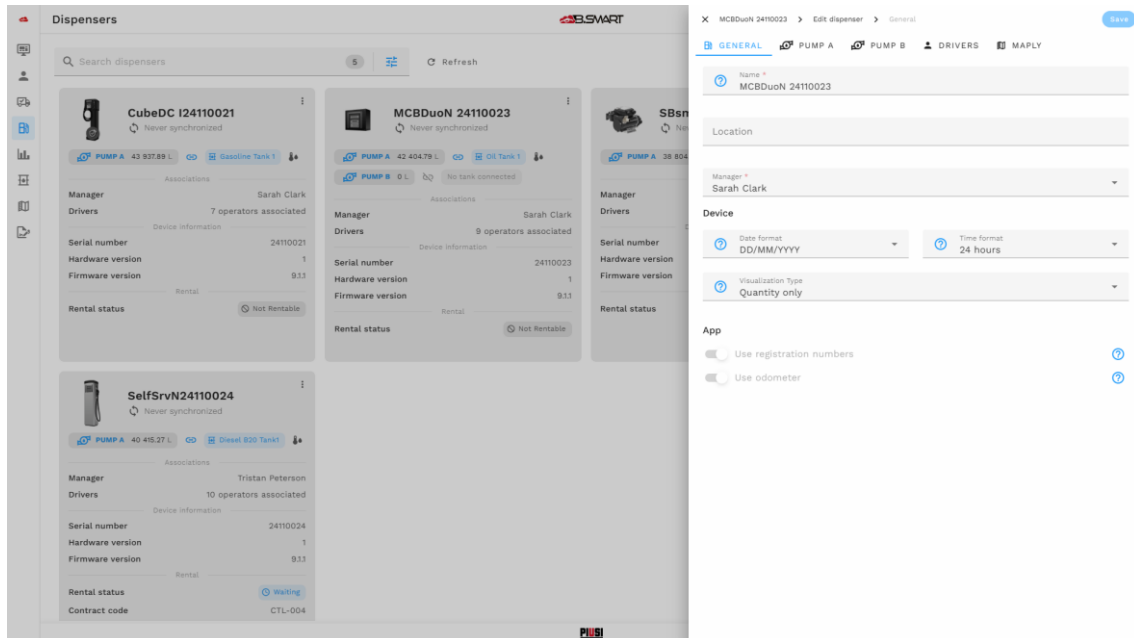 Dispensers
B.SMART
Search dispensers
5
Refresh
CubeDC I24110021
Never synchronized
PUMP A 43 937.89 L
Gasoline Tank 1
Associations
Manager Sarah Clark
Drivers 7 operators associated
Device information
Serial number 24110021
Hardware version 1
Firmware version 9.1.1
Rental
Rental status Not Rentable
MCBDuoN 24110023
Never synchronized
PUMP A 42 404.79 L
Oil Tank 1
PUMP B 0 L
No tank connected
Associations
Manager Sarah Clark
Drivers 9 operators associated
Device information
Serial number 24110023
Hardware version 1
Firmware version 9.1.1
Rental
Rental status Not Rentable
PUMP A 38 804
Manager
Drivers
Serial number
Hardware version
Firmware version
Rental status
SelfSrvN24110024
Never synchronized
PUMP A 40 415.27 L
Diesel B20 Tank1
Associations
Manager Tristan Peterson
Drivers 10 operators associated
Device information
Serial number 24110024
Hardware version 1
Firmware version 9.1.1
Rental
Rental status Waiting
Contract code CTL-004
PIUSI
MCBDuoN 24110023 > Edit dispenser > General
Save
GENERAL PUMP A PUMP B DRIVERS MAPLY
Name *
MCBDuoN 24110023
Location
Manager *
Sarah Clark
Device
Date format
DD/MM/YYYY
Time format
24 hours
Visualization Type
Quantity only
App
Use registration numbers
Use odometer